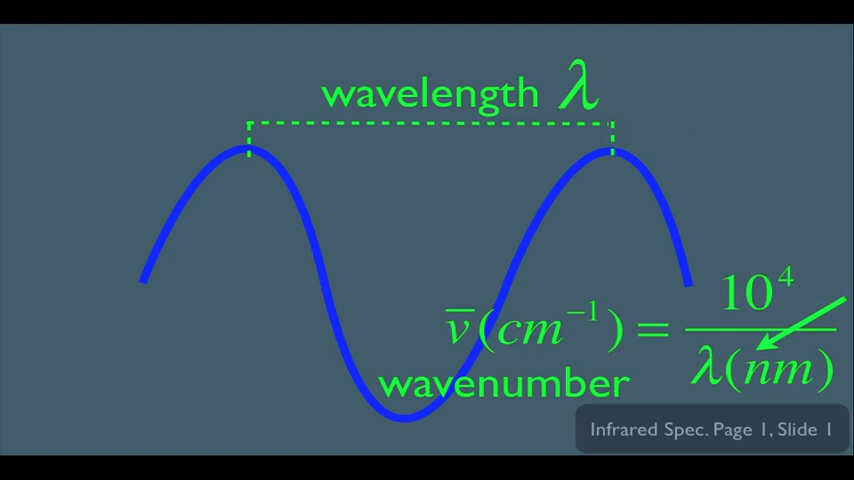 wavelength λ
v̅(cm⁻¹) = 10⁴ / λ(nm)
wavenumber
Infrared Spec. Page 1, Slide 1